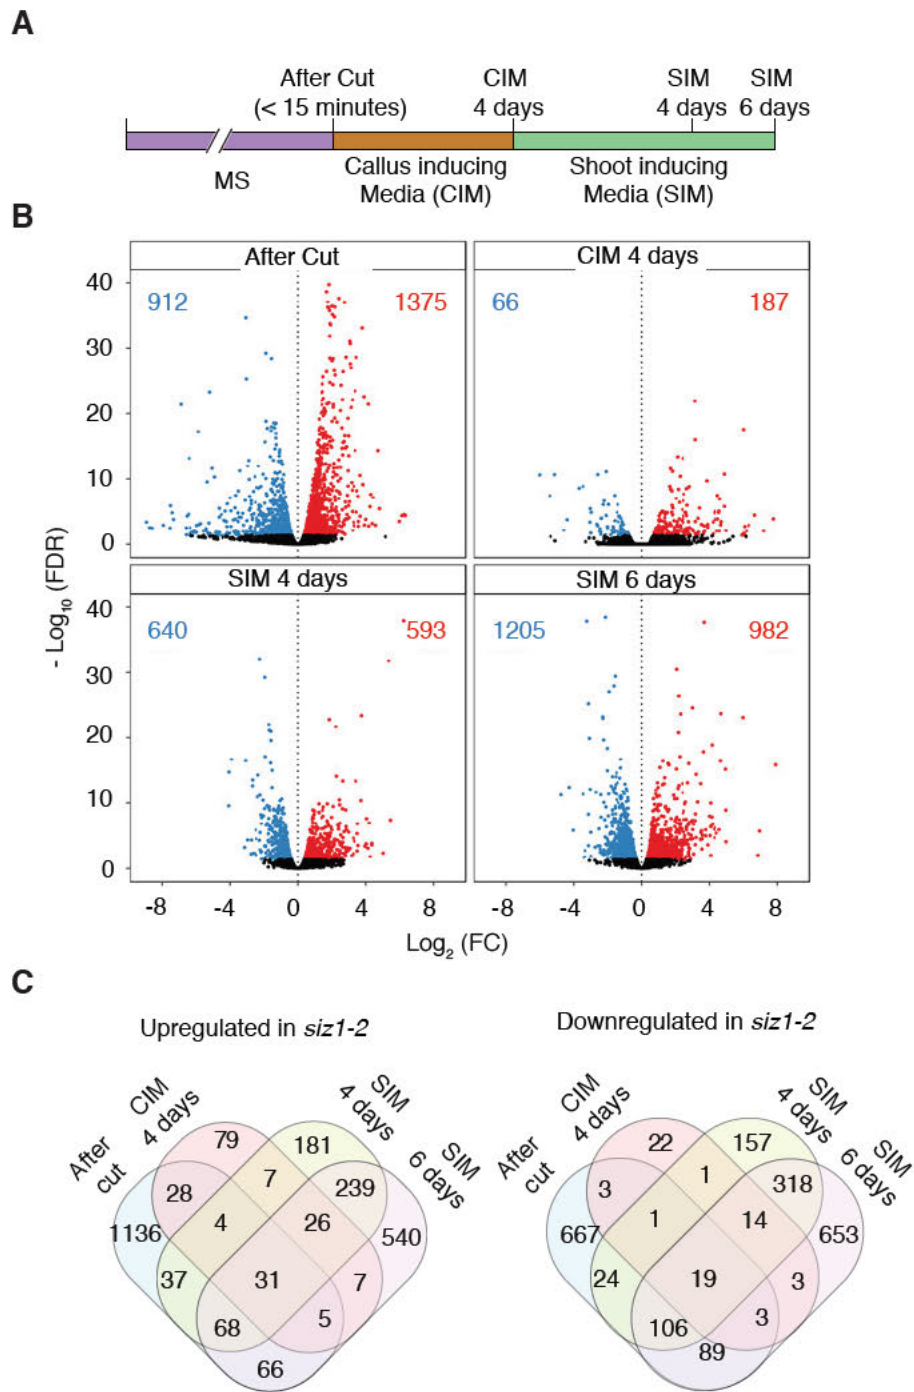 A
After Cut
(< 15 minutes)
CIM
4 days
SIM
4 days
SIM
6 days
MS
Callus inducing
Media (CIM)
Shoot inducing
Media (SIM)
B
After Cut
CIM 4 days
912
1375
66
187
SIM 4 days
SIM 6 days
640
593
1205
982
40
30
20
10
0
40
30
20
10
0
- Log10 (FDR)
-8
-4
0
4
8
-8
-4
0
4
8
Log2 (FC)
C
Upregulated in siz1-2
After
cut
CIM
4 days
SIM
4 days
SIM
6 days
79
181
28
7
239
1136
4
26
540
37
31
7
68
5
66
Downregulated in siz1-2
After
cut
CIM
4 days
SIM
4 days
SIM
6 days
22
157
3
1
318
667
1
14
653
24
19
3
106
3
89